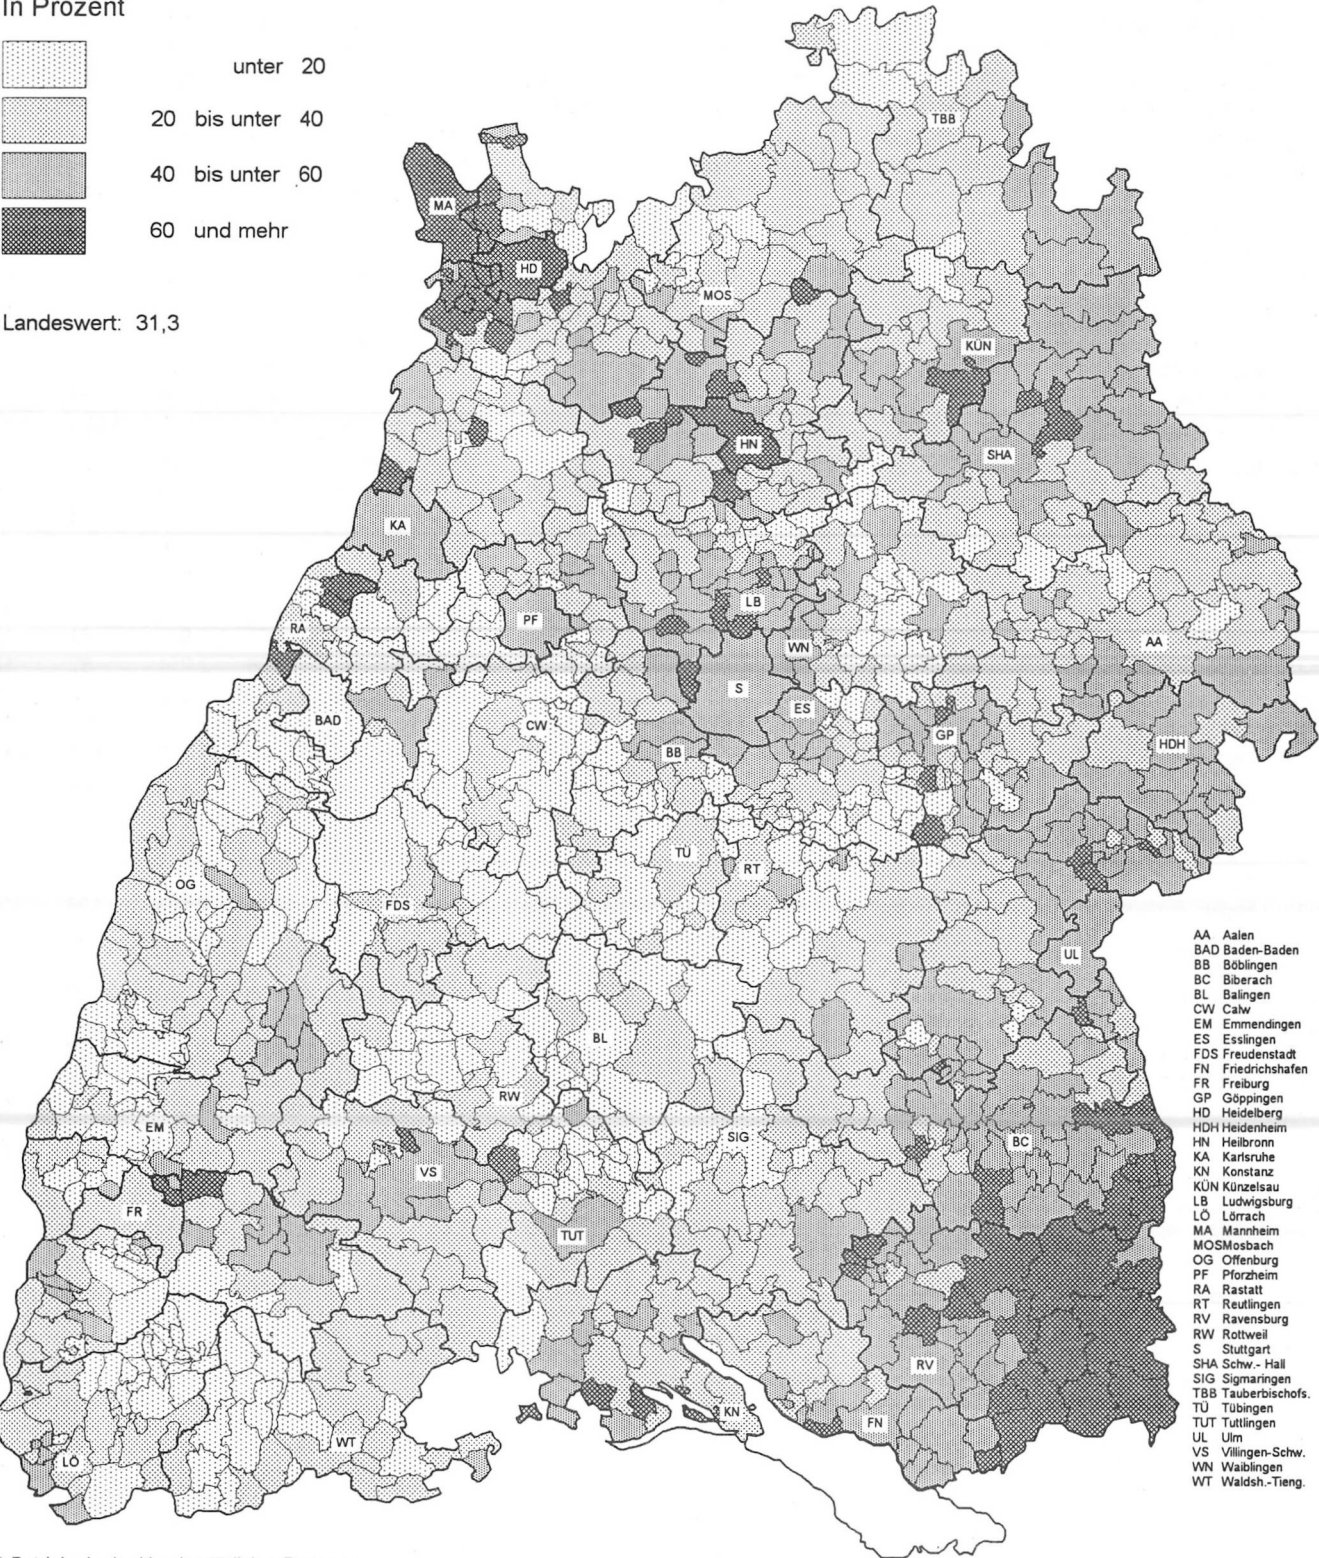 In Prozent
unter 20
20 bis unter 40
40 bis unter 60
60 und mehr
Landeswert: 31,3
TBB
MA
HD
MOS
KÜN
HN
SHA
KA
LB
PF
RA
WN
AA
S
ES
BAD
CW
GP
HDH
BB
TÜ
RT
OG
FDS
UL
BL
RW
EM
SIG
BC
VS
FR
TUT
RV
KN
FN
WT
LÖ
AA Aalen
BAD Baden-Baden
BB Böblingen
BC Biberach
BL Balingen
CW Calw
EM Emmendingen
ES Esslingen
FDS Freudenstadt
FN Friedrichshafen
FR Freiburg
GP Göppingen
HD Heidelberg
HDH Heidenheim
HN Heilbronn
KA Karlsruhe
KN Konstanz
KÜN Künzelsau
LB Ludwigsburg
LÖ Lörrach
MA Mannheim
MOS Mosbach
OG Offenburg
PF Pforzheim
RA Rastatt
RT Reutlingen
RV Ravensburg
RW Rottweil
S Stuttgart
SHA Schw.- Hall
SIG Sigmaringen
TBB Tauberbischofs.
TÜ Tübingen
TUT Tuttlingen
UL Ulm
VS Villingen-Schw.
WN Waiblingen
WT Waldsh.-Tieng.